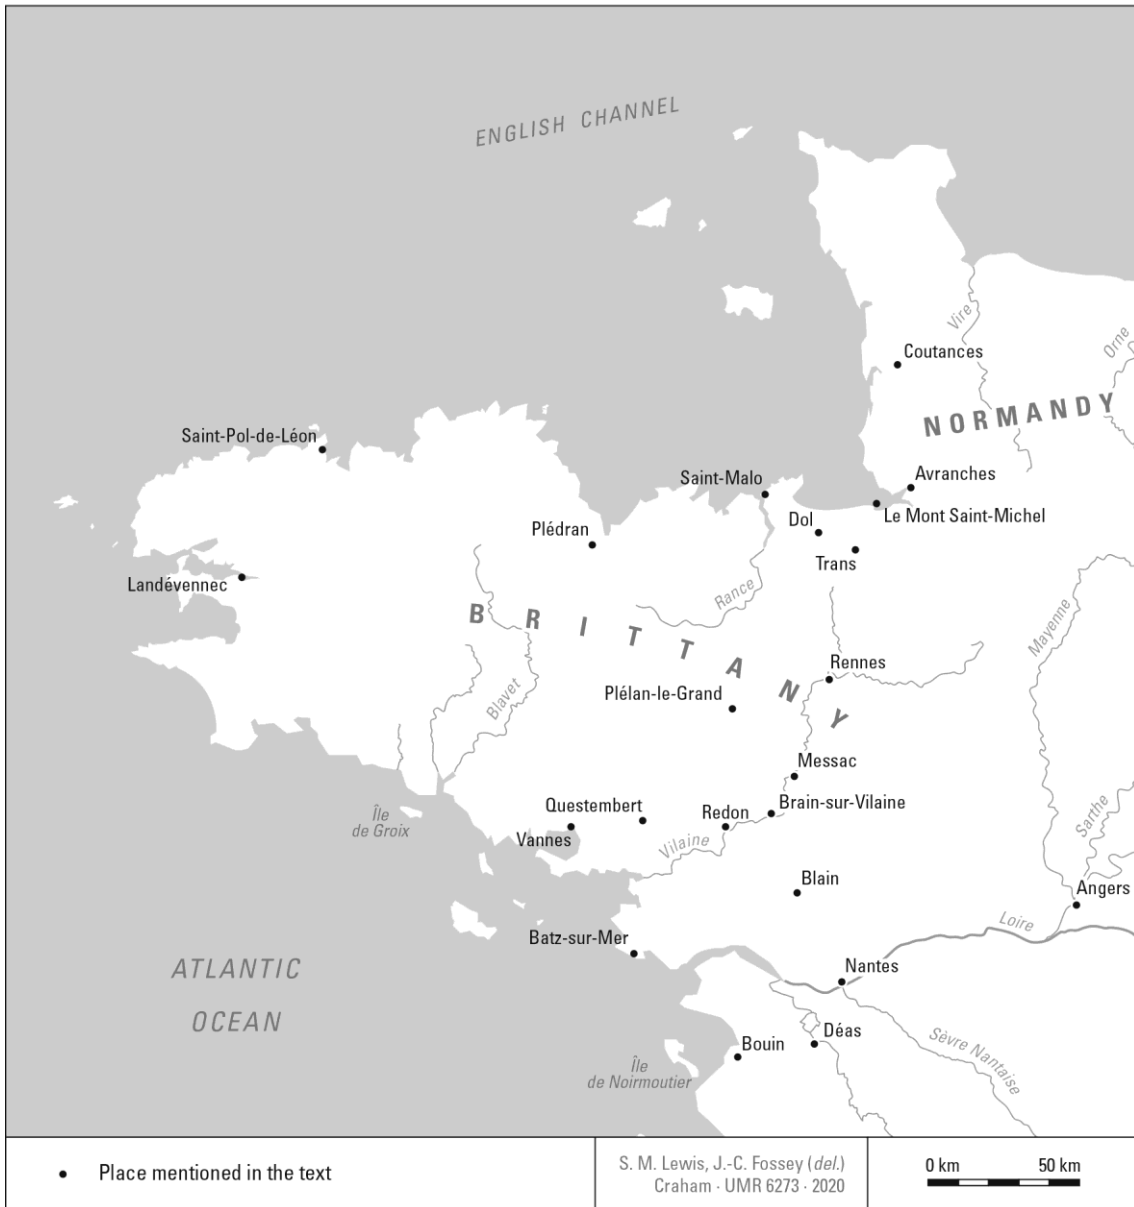 ENGLISH CHANNEL
Vire
Orne
Coutances
NORMANDY
Saint-Pol-de-Léon
Saint-Malo
Avranches
Le Mont Saint-Michel
Dol
Plédran
Trans
Landévennec
Rance
Mayenne
BRITTANY
Rennes
Blavet
Plélan-le-Grand
Messac
Île
de Groix
Questembert
Redon
Brain-sur-Vilaine
Sarthe
Vannes
Vilaine
Blain
Angers
Loire
Batz-sur-Mer
ATLANTIC
OCEAN
Nantes
Déas
Sèvre Nantaise
Bouin
Île
de Noirmoutier
Place mentioned in the text
S. M. Lewis, J.-C. Fossey (del.)
Craham · UMR 6273 · 2020
0 km 50 km